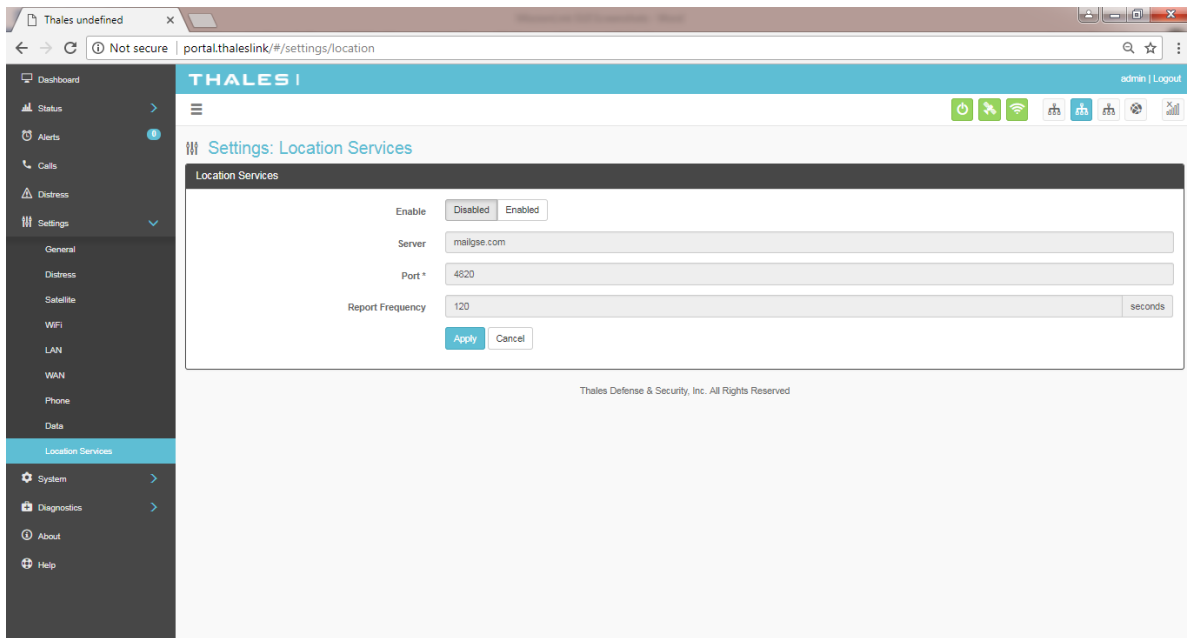 Thales undefined
Not secure | portal.thaleslink/#/settings/location
Dashboard
THALES
admin | Logout
Status
Alerts
0
Calls
Distress
Settings
General
Distress
Satellite
WiFi
LAN
WAN
Phone
Data
Location Services
System
Diagnostics
About
Help
Settings: Location Services
Location Services
Enable Disabled Enabled
Server mailgse.com
Port * 4820
Report Frequency 120 seconds
Apply Cancel
Thales Defense & Security, Inc. All Rights Reserved